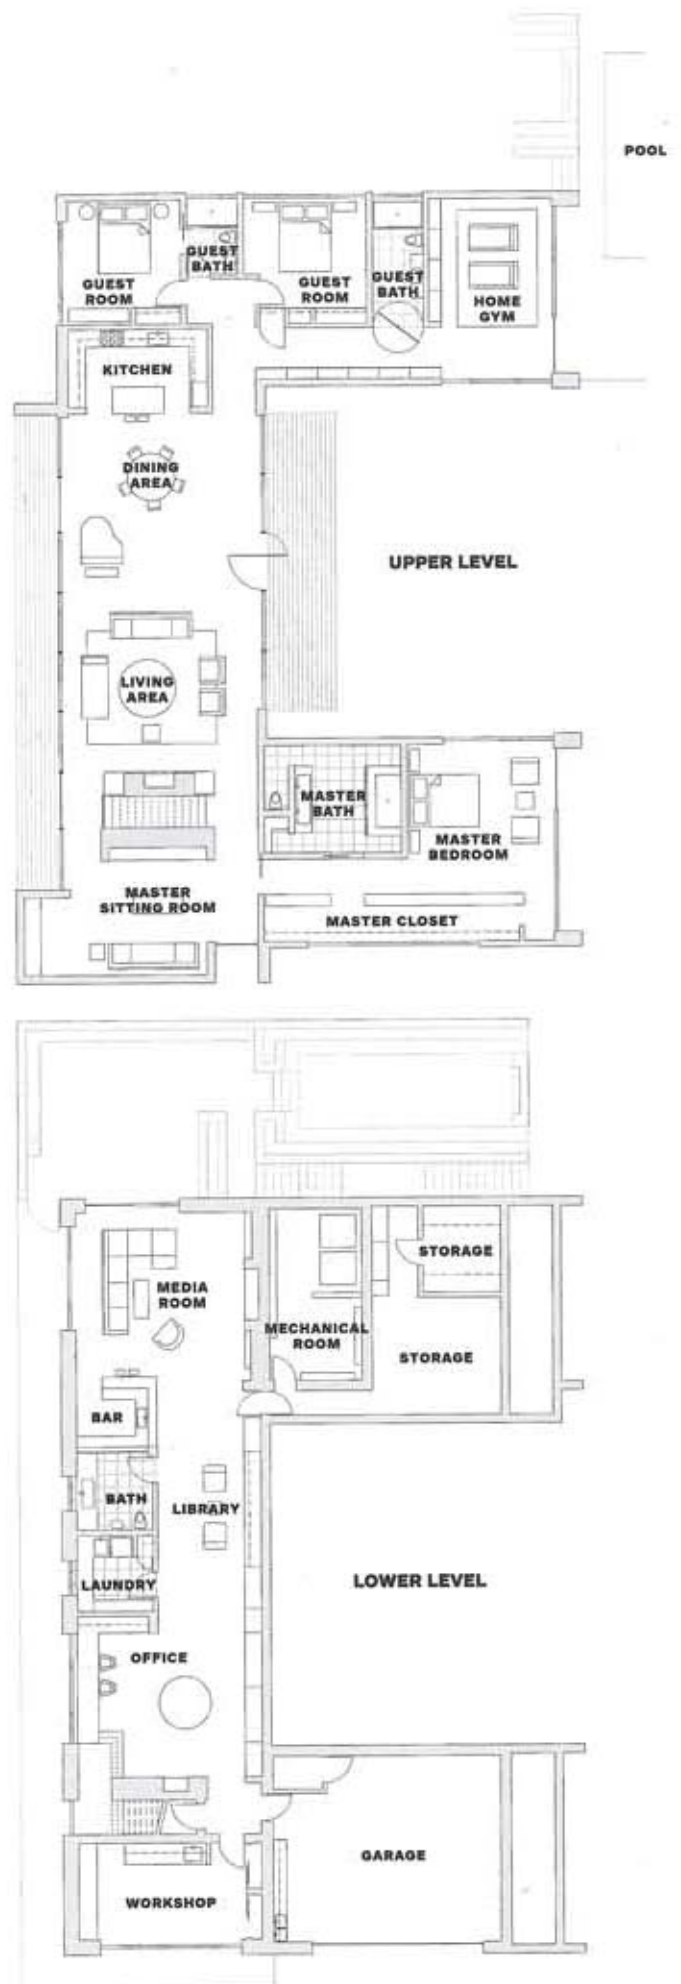 POOL
GUEST
BATH
GUEST
ROOM
GUEST
ROOM
GUEST
BATH
HOME
GYM
KITCHEN
DINING
AREA
UPPER LEVEL
LIVING
AREA
MASTER
BATH
MASTER
BEDROOM
MASTER
SITTING ROOM
MASTER CLOSET
STORAGE
MEDIA
ROOM
MECHANICAL
ROOM
STORAGE
BAR
BATH
LIBRARY
LAUNDRY
LOWER LEVEL
OFFICE
GARAGE
WORKSHOP